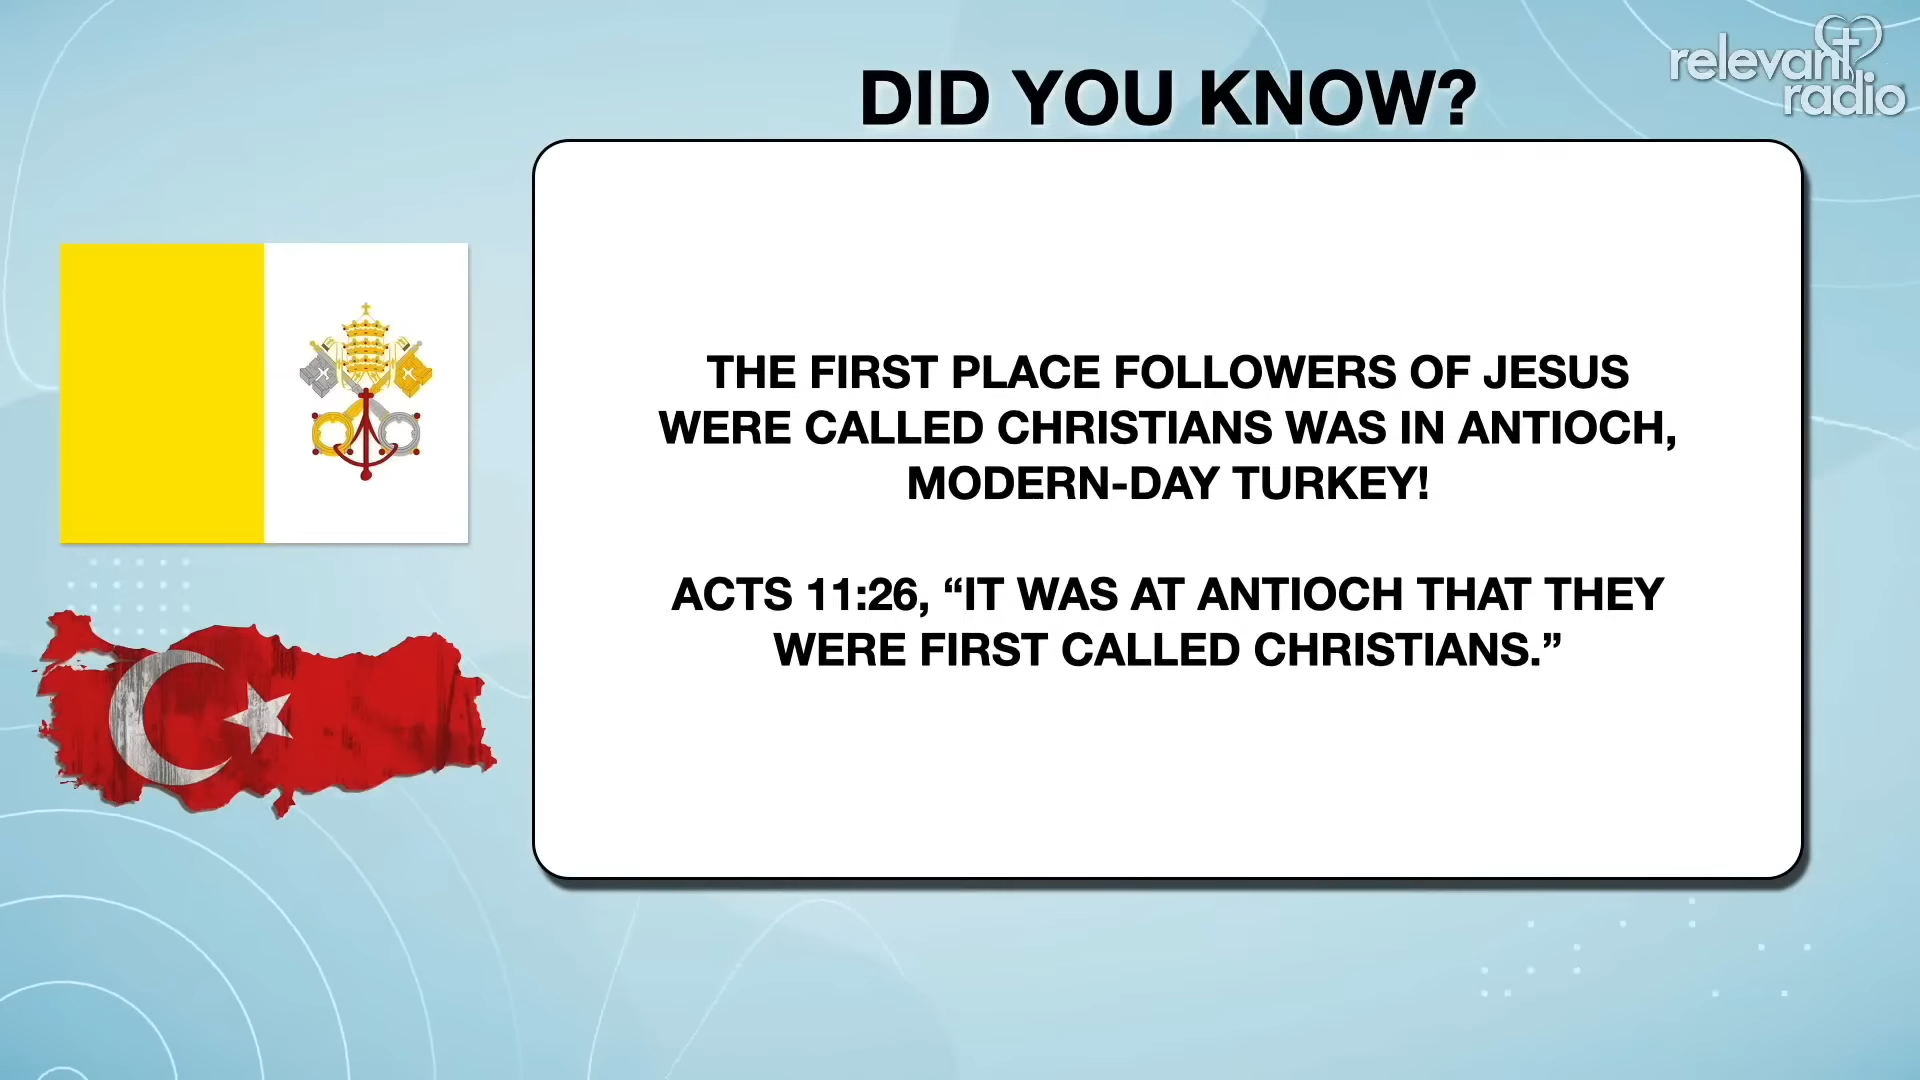 relevant
radio
DID YOU KNOW?
THE FIRST PLACE FOLLOWERS OF JESUS
WERE CALLED CHRISTIANS WAS IN ANTIOCH,
MODERN-DAY TURKEY!
ACTS 11:26, “IT WAS AT ANTIOCH THAT THEY
WERE FIRST CALLED CHRISTIANS.”